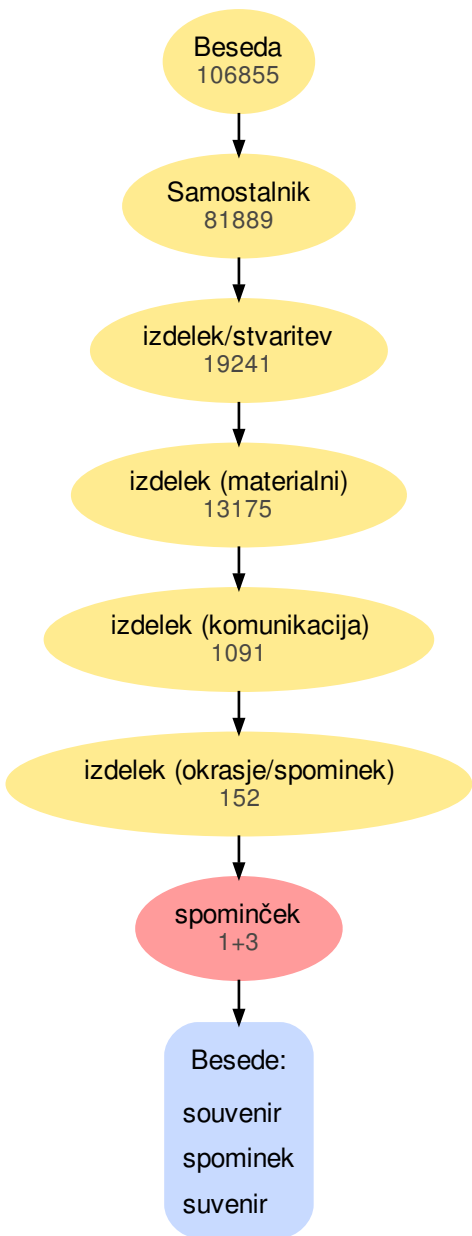 Beseda
106855
Samostalnik
81889
izdelek/stvaritev
19241
izdelek (materialni)
13175
izdelek (komunikacija)
1091
izdelek (okrasje/spominek)
152
spominček
1+3
Besede:
souvenir
spominek
suvenir